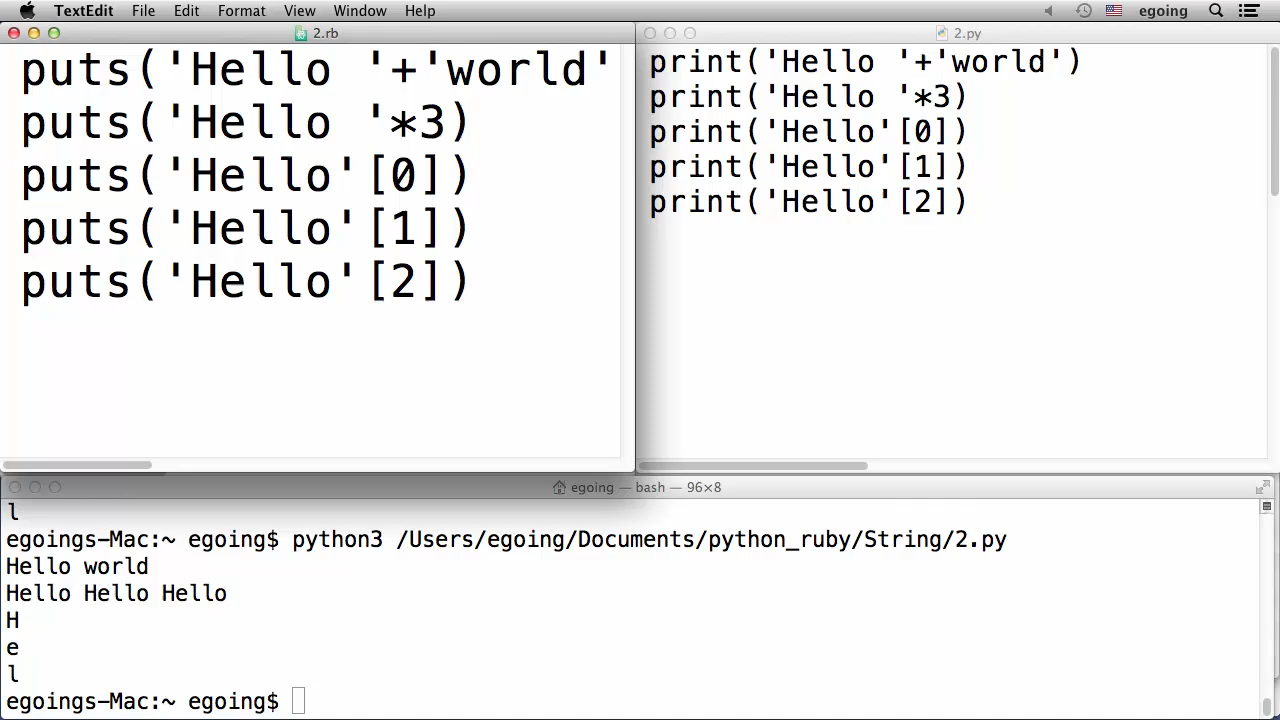 TextEdit File Edit Format View Window Help egoing
2.rb
puts('Hello '+'world'
puts('Hello '*3)
puts('Hello'[0])
puts('Hello'[1])
puts('Hello'[2])
2.py
print('Hello '+'world')
print('Hello '*3)
print('Hello'[0])
print('Hello'[1])
print('Hello'[2])
egoing — bash — 96×8
l
egoings-Mac:~ egoing$ python3 /Users/egoing/Documents/python_ruby/String/2.py
Hello world
Hello Hello Hello
H
e
l
egoings-Mac:~ egoing$